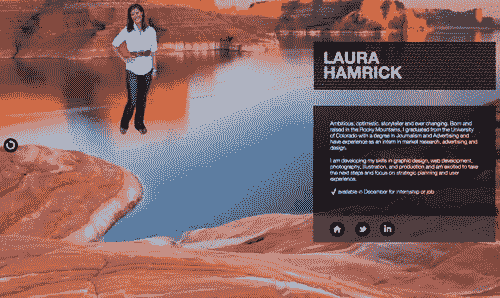 LAURA
HAMRICK
Ambitious, optimistic, storyteller and ever changing. Born and
raised in the Rocky Mountains, I graduated from the University
of Colorado with a degree in Journalism and Advertising and
have experience as an intern in market research, advertising and
design.
I am developing my skills in graphic design, web development,
photography, illustration, and production and am excited to take
the next steps and focus on strategic planning and user
experience.
✓ available in December for internship or job
in